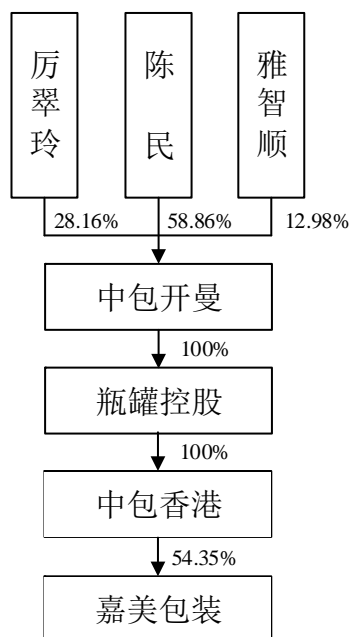 厉翠玲
陈民
雅智顺
28.16%
58.86%
12.98%
中包开曼
100%
瓶罐控股
100%
中包香港
54.35%
嘉美包装